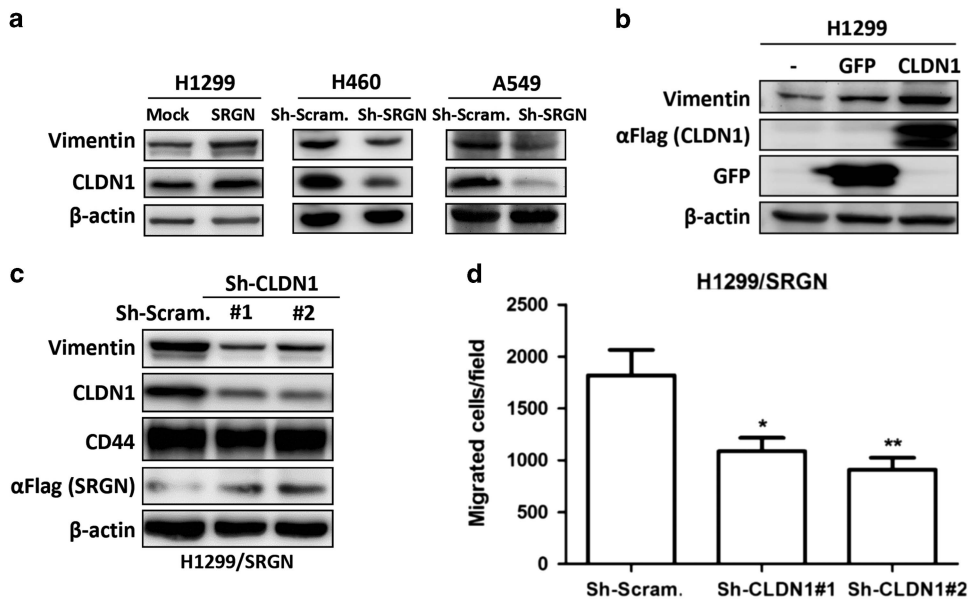 a
H1299 H460 A549
Mock SRGN Sh-Scram. Sh-SRGN Sh-Scram. Sh-SRGN
Vimentin
CLDN1
β-actin
b
H1299
- GFP CLDN1
Vimentin
αFlag (CLDN1)
GFP
β-actin
c
Sh-CLDN1
Sh-Scram. #1 #2
Vimentin
CLDN1
CD44
αFlag (SRGN)
β-actin
H1299/SRGN
d
H1299/SRGN
Migrated cells/field
2500
2000
1500
1000
500
0
*
**
Sh-Scram. Sh-CLDN1#1 Sh-CLDN1#2